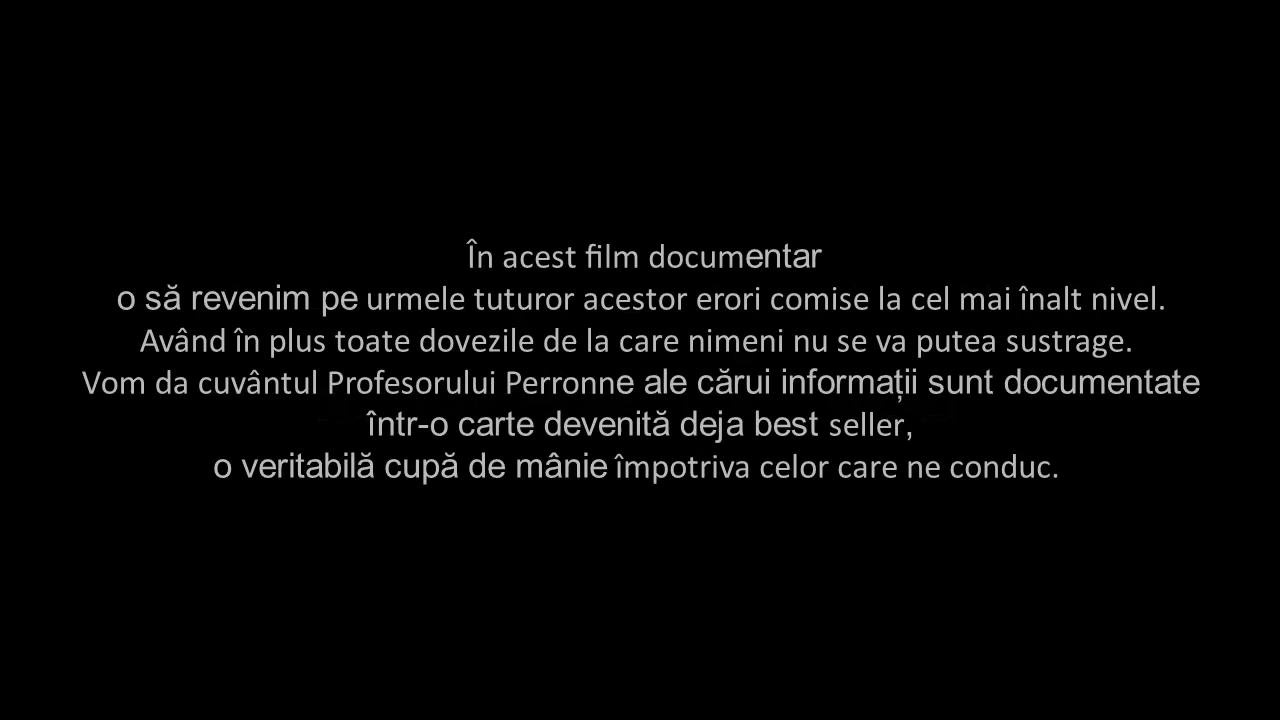 În acest film documentar
o să revenim pe urmele tuturor acestor erori comise la cel mai înalt nivel.
Având în plus toate dovezile de la care nimeni nu se va putea sustrage.
Vom da cuvântul Profesorului Perronne ale cărui informații sunt documentate
într-o carte devenită deja best seller,
o veritabilă cupă de mânie împotriva celor care ne conduc.